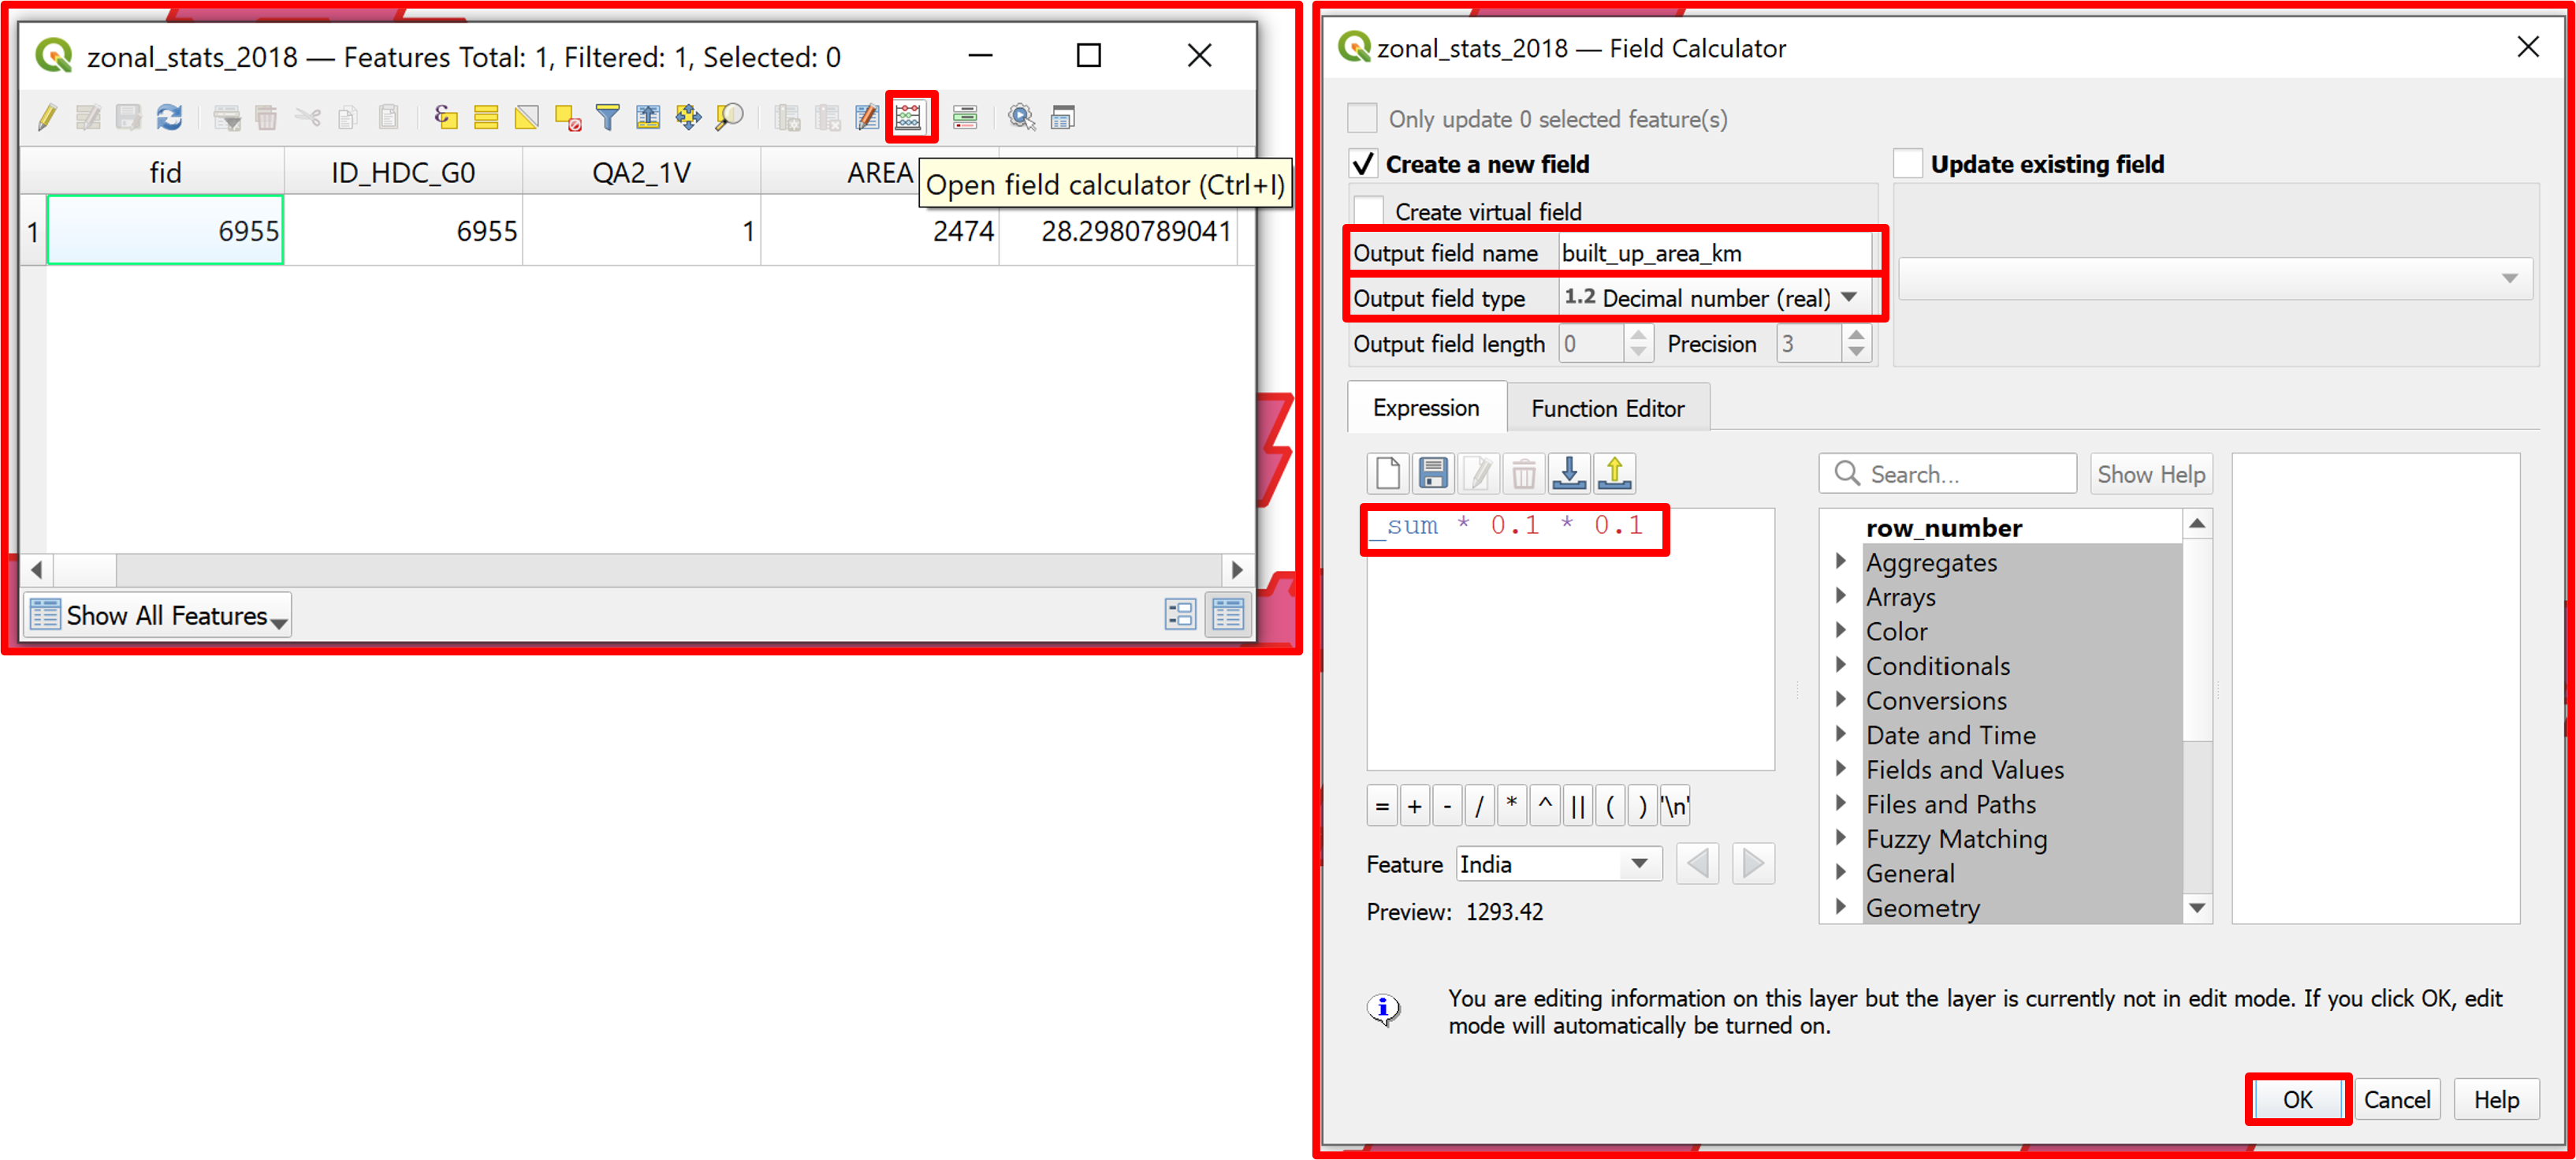 zonal_stats_2018 — Features Total: 1, Filtered: 1, Selected: 0
fid ID_HDC_G0 QA2_1V AREA
Open field calculator (Ctrl+I)
1 6955 6955 1 2474 28.2980789041
Show All Features
zonal_stats_2018 — Field Calculator
Only update 0 selected feature(s)
Create a new field
Update existing field
Create virtual field
Output field name built_up_area_km
Output field type 1.2 Decimal number (real)
Output field length 0 Precision 3
Expression Function Editor
Search... Show Help
_sum * 0.1 * 0.1
row_number
Aggregates
Arrays
Color
Conditionals
Conversions
Date and Time
Fields and Values
Files and Paths
Fuzzy Matching
General
Geometry
= + - / * ^ || ( ) '\n'
Feature India
Preview: 1293.42
You are editing information on this layer but the layer is currently not in edit mode. If you click OK, edit
mode will automatically be turned on.
OK Cancel Help